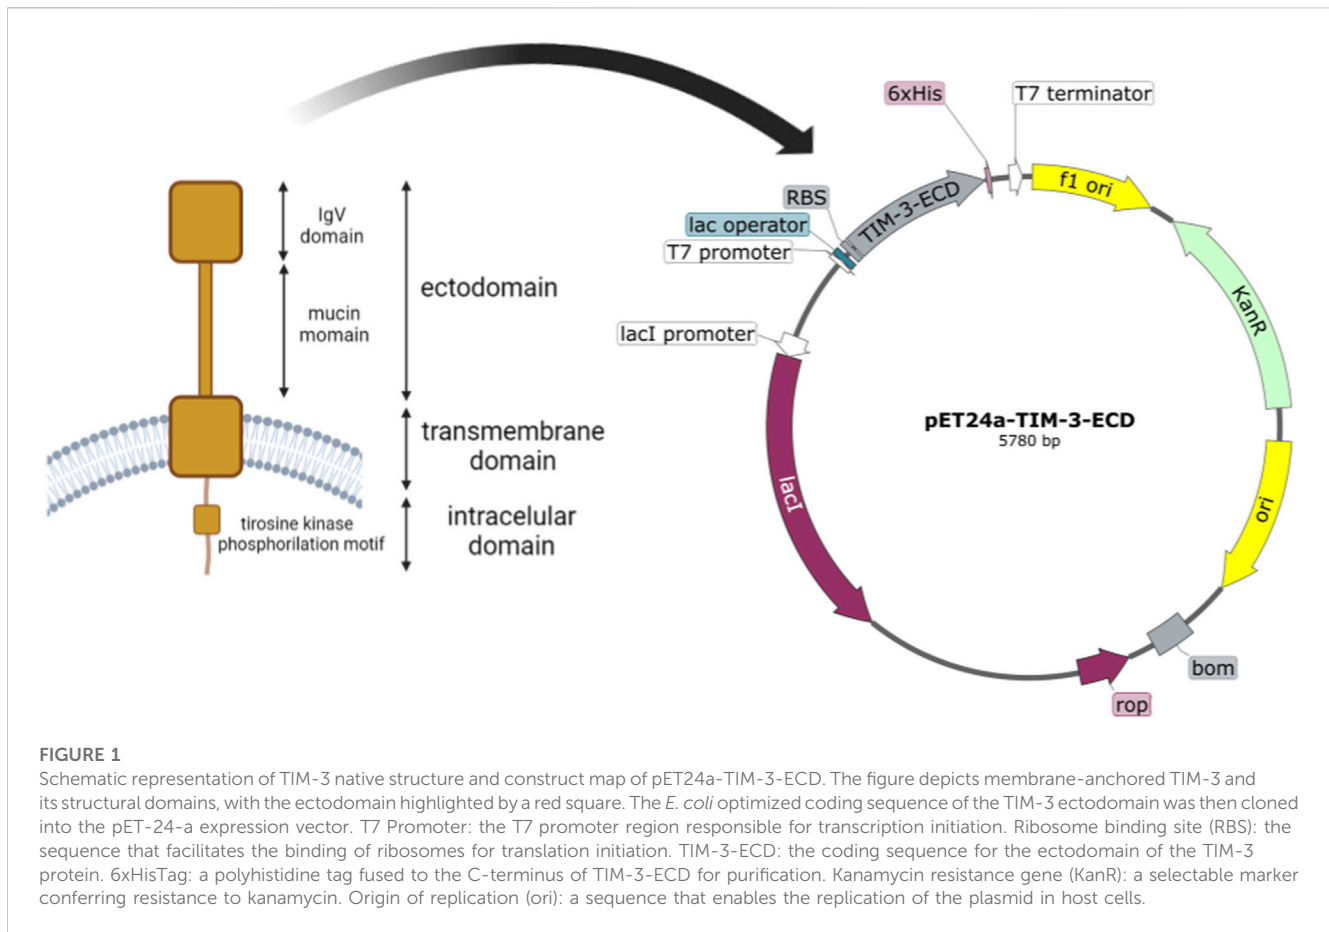 IgV
domain
mucin
momain
ectodomain
transmembrane
domain
tirosine kinase
phosphorilation motif
intracelular
domain
6xHis
T7 terminator
RBS
lac operator
T7 promoter
lacI promoter
TIM-3-ECD
f1 ori
KanR
ori
bom
rop
lacI
pET24a-TIM-3-ECD
5780 bp
FIGURE 1
Schematic representation of TIM-3 native structure and construct map of pET24a-TIM-3-ECD. The figure depicts membrane-anchored TIM-3 and
its structural domains, with the ectodomain highlighted by a red square. The E. coli optimized coding sequence of the TIM-3 ectodomain was then cloned
into the pET-24-a expression vector. T7 Promoter: the T7 promoter region responsible for transcription initiation. Ribosome binding site (RBS): the
sequence that facilitates the binding of ribosomes for translation initiation. TIM-3-ECD: the coding sequence for the ectodomain of the TIM-3
protein. 6xHisTag: a polyhistidine tag fused to the C-terminus of TIM-3-ECD for purification. Kanamycin resistance gene (KanR): a selectable marker
conferring resistance to kanamycin. Origin of replication (ori): a sequence that enables the replication of the plasmid in host cells.